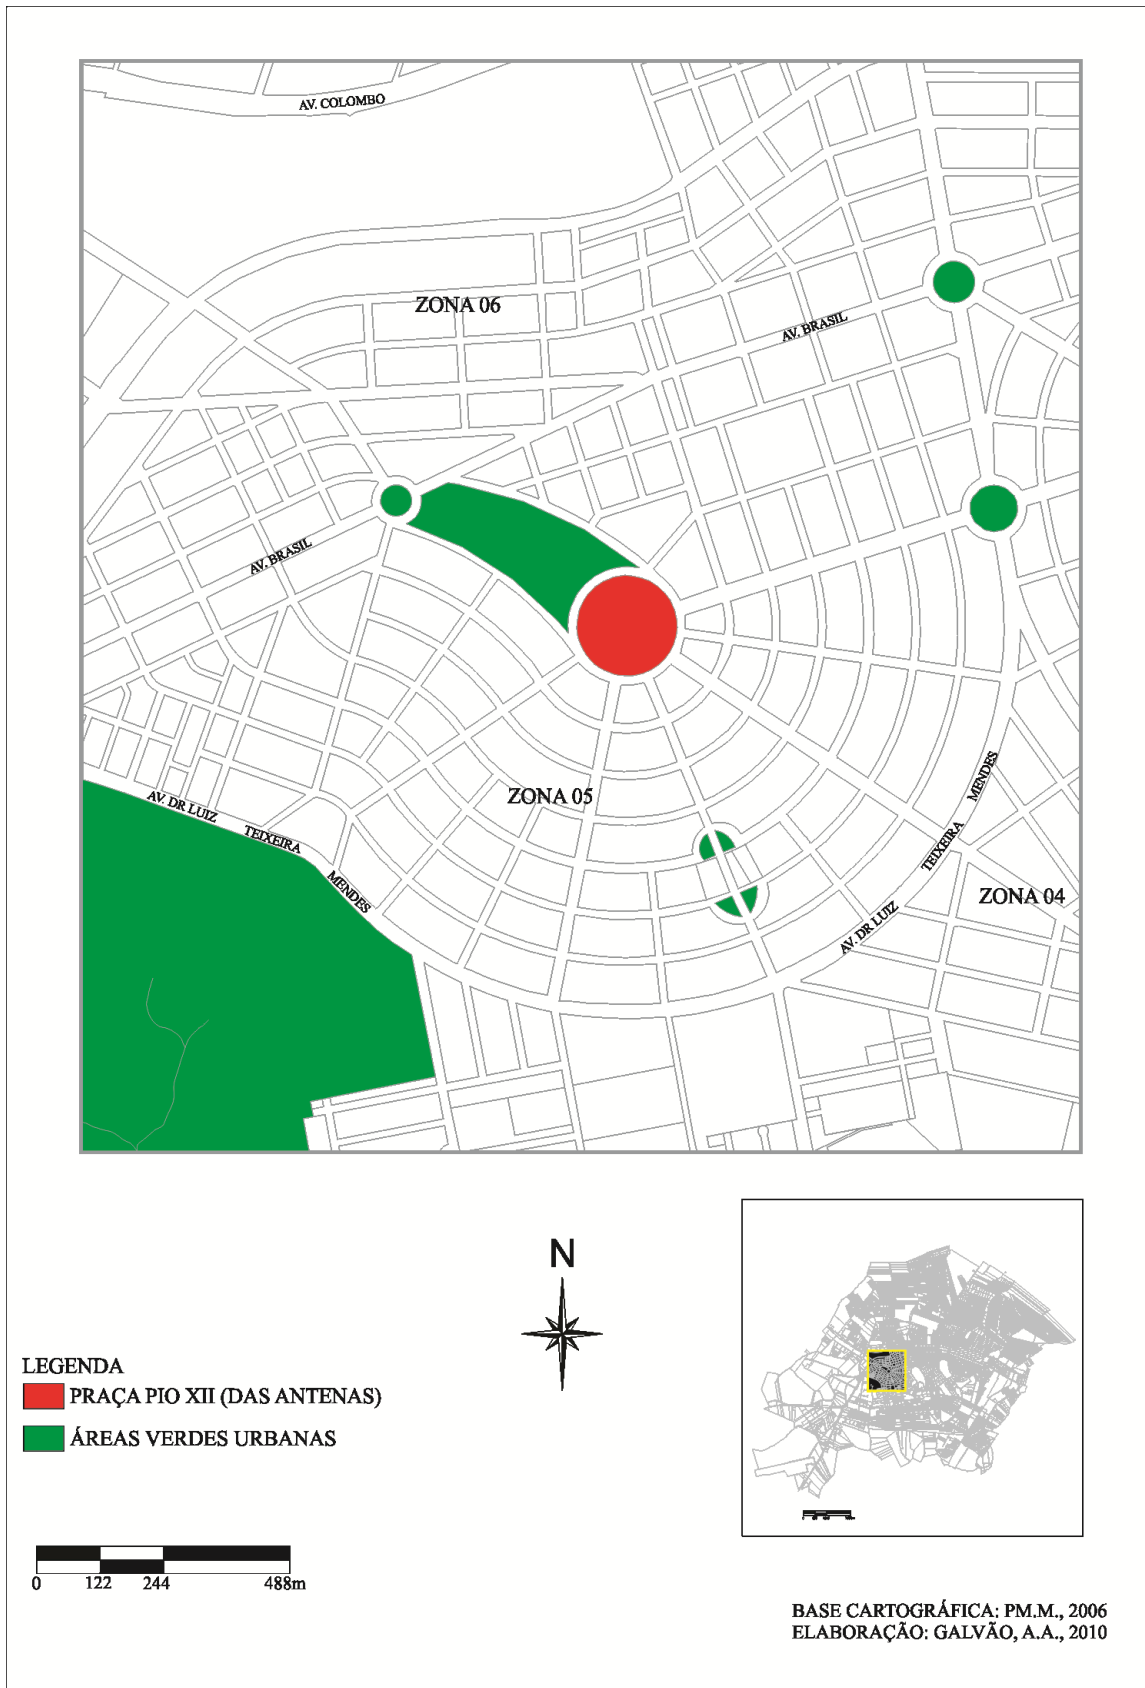 AV. COLOMBO
ZONA 06
AV. BRASIL
AV. BRASIL
ZONA 05
AV. DR LUIZ
TEIXEIRA
MENDES
MENDES
TEIXEIRA
AV. DR LUIZ
ZONA 04
N
LEGENDA
PRAÇA PIO XII (DAS ANTENAS)
ÁREAS VERDES URBANAS
0 122 244 488m
BASE CARTOGRÁFICA: PM.M., 2006
ELABORAÇÃO: GALVÃO, A.A., 2010